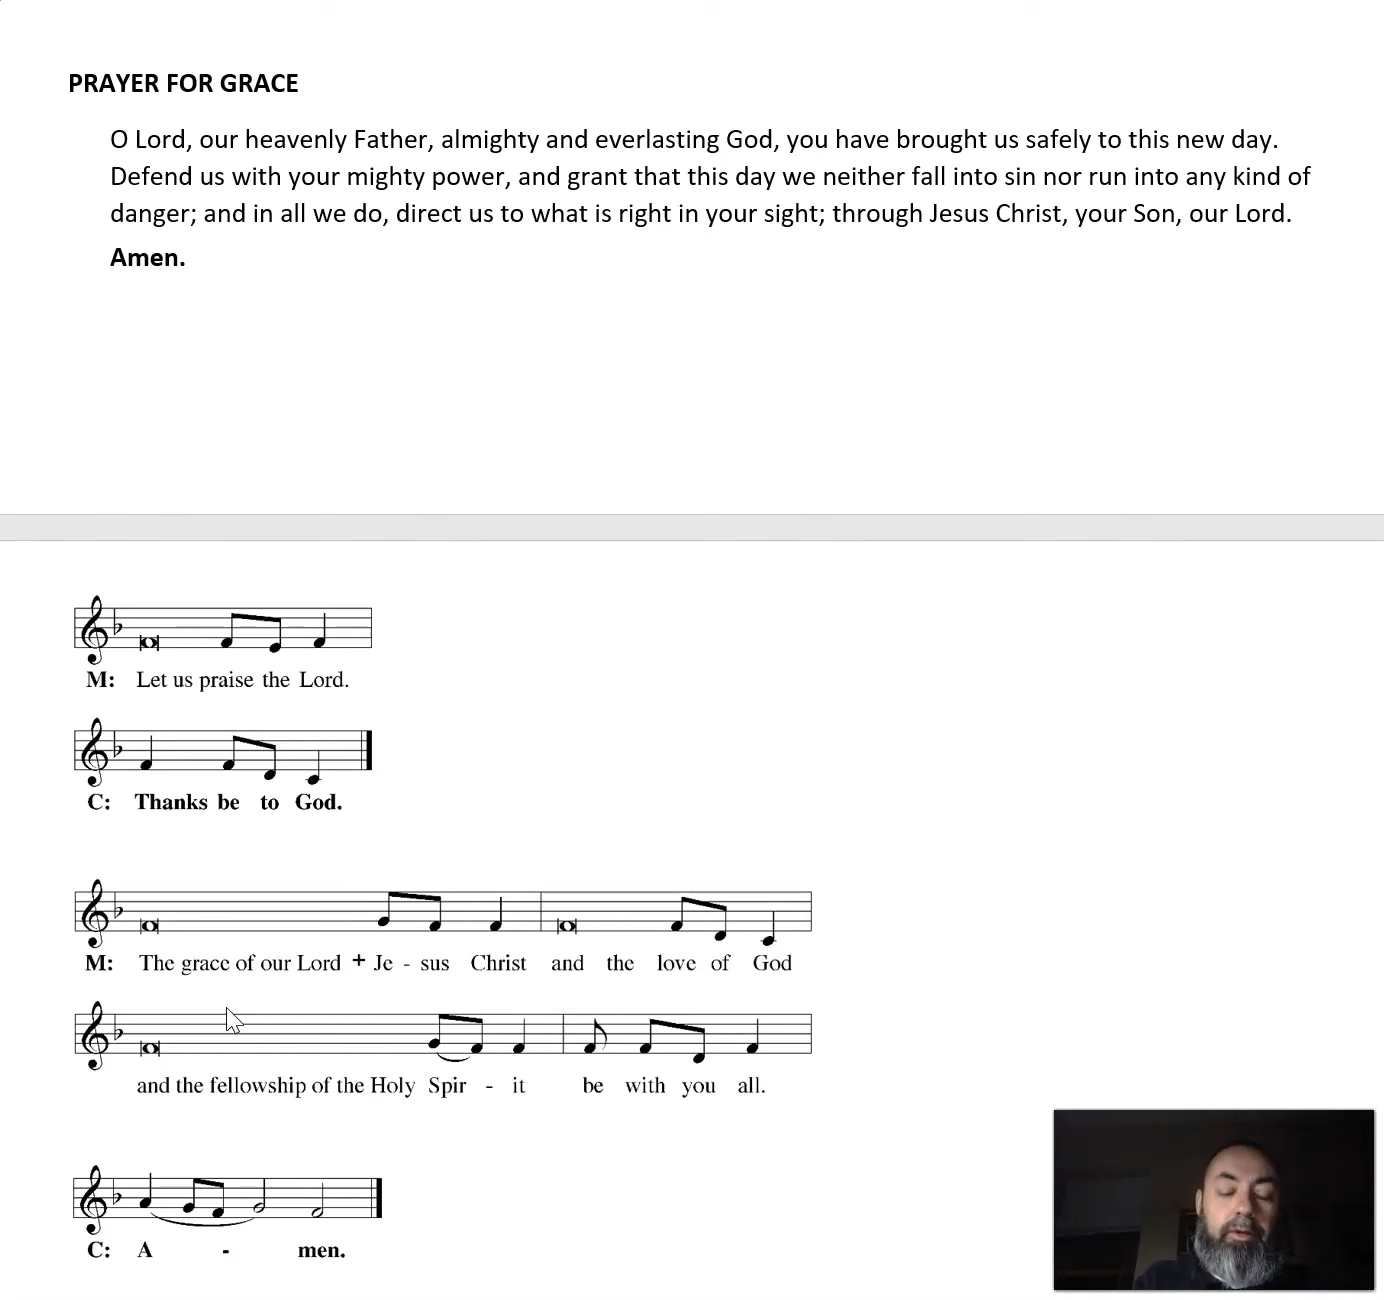 PRAYER FOR GRACE
O Lord, our heavenly Father, almighty and everlasting God, you have brought us safely to this new day.
Defend us with your mighty power, and grant that this day we neither fall into sin nor run into any kind of
danger; and in all we do, direct us to what is right in your sight; through Jesus Christ, your Son, our Lord.
Amen.
M: Let us praise the Lord.
C: Thanks be to God.
M: The grace of our Lord + Je - sus Christ and the love of God
and the fellowship of the Holy Spir - it be with you all.
C: A - men.